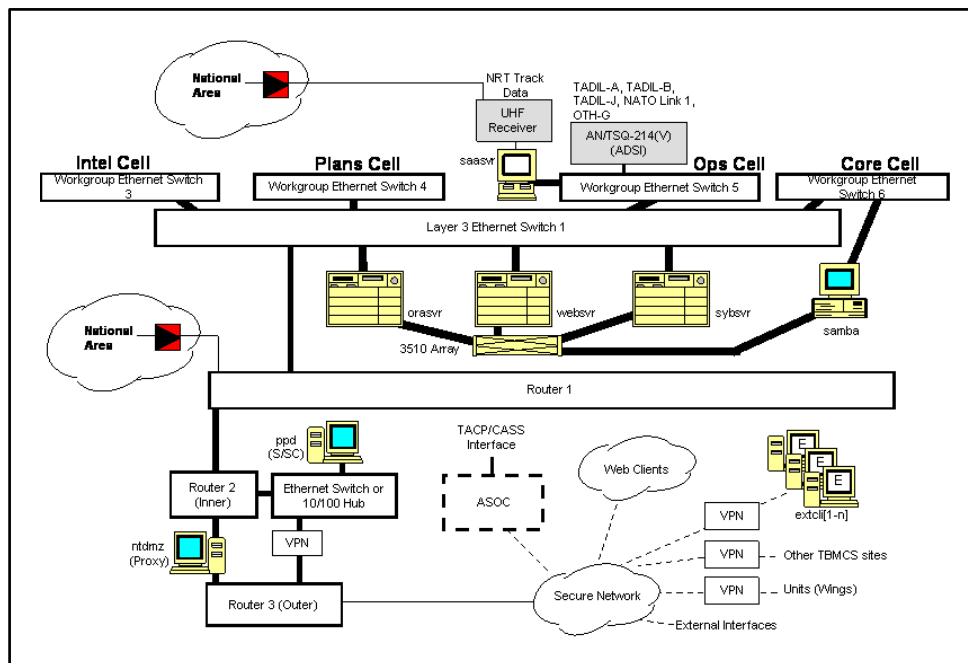 National
Area
NRT Track
Data
UHF
Receiver
TADIL-A, TADIL-B,
TADIL-J, NATO Link 1,
OTH-G
AN/TSQ-214(V)
(ADSI)
saasvr
Intel Cell
Plans Cell
Ops Cell
Core Cell
Workgroup Ethernet Switch
3
Workgroup Ethernet Switch 4
Workgroup Ethernet Switch 5
Workgroup Ethernet
Switch 6
Layer 3 Ethernet Switch 1
orasvr
websvr
sybsvr
samba
3510 Array
National
Area
Router 1
ppd
(S/SC)
TACP/CASS
Interface
Web Clients
E
E
E
extcli[1-n]
Router 2
(Inner)
Ethernet Switch or
10/100 Hub
ASOC
VPN
ntdmz
(Proxy)
VPN
VPN
Other TBMCS sites
Router 3 (Outer)
Secure Network
VPN
Units (Wings)
External Interfaces